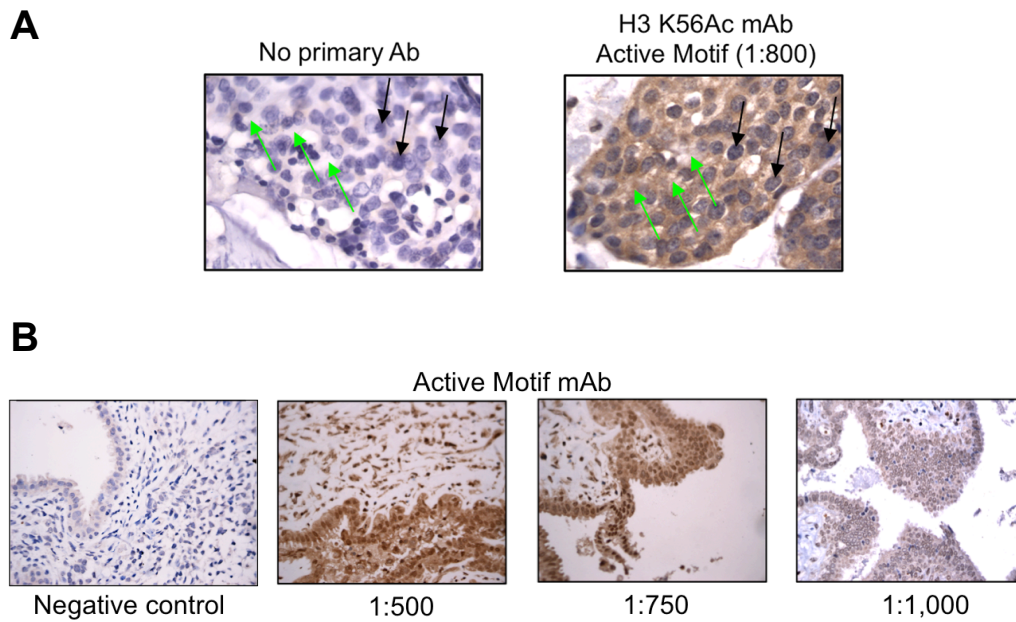 A
No primary Ab
H3 K56Ac mAb
Active Motif (1:800)
B
Active Motif mAb
Negative control
1:500
1:750
1:1,000